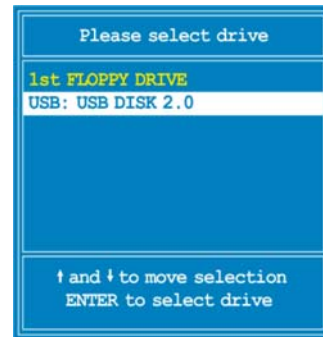 Please select drive
1st FLOPPY DRIVE
USB: USB DISK 2.0
↑ and ↓ to move selection
ENTER to select drive